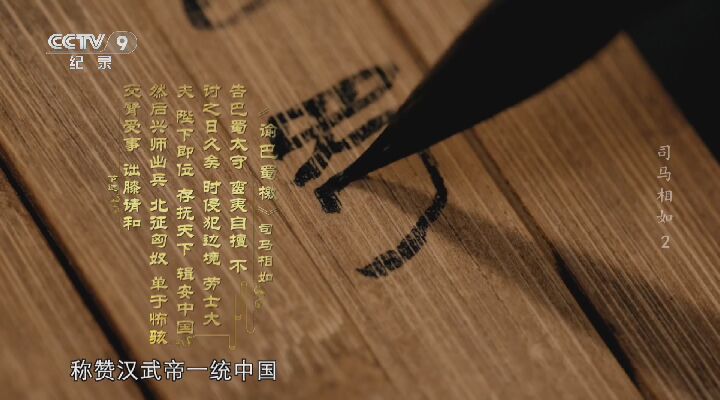 CCTV 9
纪录
司马相如 2
《谕巴蜀檄》司马相如
告巴蜀太守 蛮夷自擅 不
讨之日久矣 时侵犯边境 劳士大
夫 陛下即位 存抚天下 辑安中国
然后兴师出兵 北征匈奴 单于怖骇
交臂受事 诎膝请和
称赞汉武帝一统中国